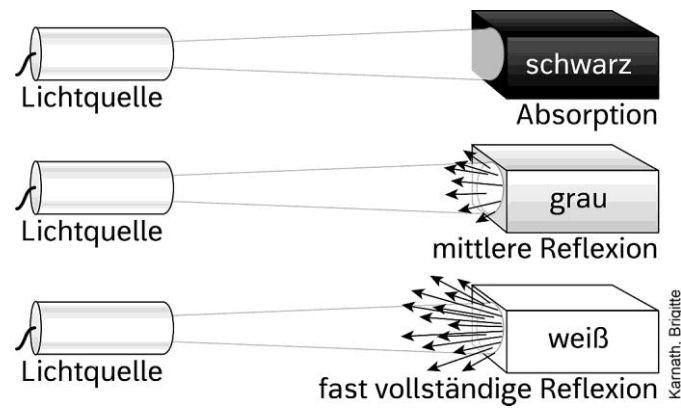 schwarz
Lichtquelle
Absorption
grau
Lichtquelle
mittlere Reflexion
weiß
Lichtquelle
fast vollständige Reflexion
Karnath, Brigitte